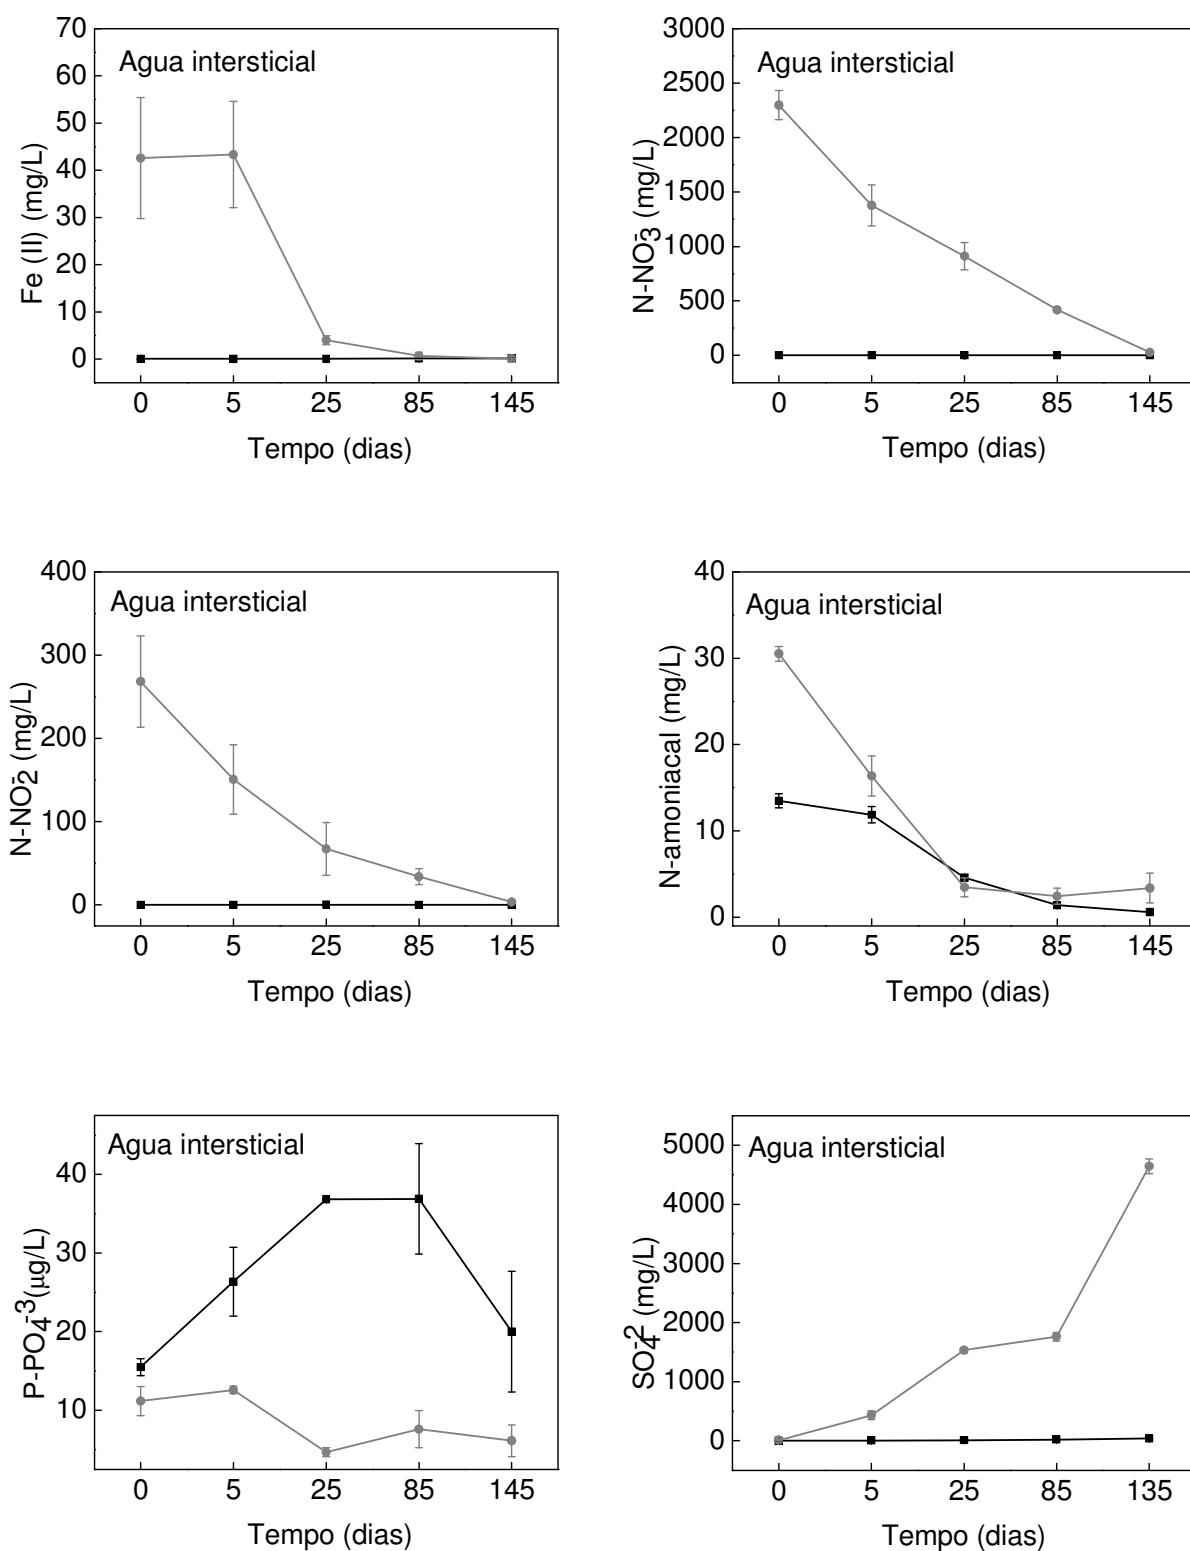 70
60
50
40
30
20
10
0
Agua intersticial
Fe (II) (mg/L)
0 5 25 85 145
Tempo (dias)
3000
2500
2000
1500
1000
500
0
Agua intersticial
N-NO3- (mg/L)
0 5 25 85 145
Tempo (dias)
400
300
200
100
0
Agua intersticial
N-NO2- (mg/L)
0 5 25 85 145
Tempo (dias)
40
30
20
10
0
Agua intersticial
N-amoniacal (mg/L)
0 5 25 85 145
Tempo (dias)
40
30
20
10
Agua intersticial
P-PO4-3(µg/L)
0 5 25 85 145
Tempo (dias)
5000
4000
3000
2000
1000
0
Agua intersticial
SO4-2 (mg/L)
0 5 25 85 135
Tempo (dias)